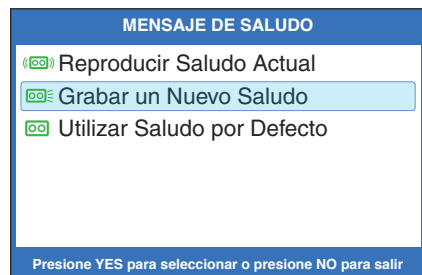 MENSAJE DE SALUDO
Reproducir Saludo Actual
Grabar un Nuevo Saludo
Utilizar Saludo por Defecto
Presione YES para seleccionar o presione NO para salir